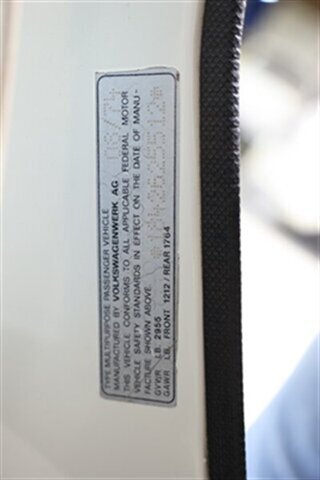 TYPE MULTIPURPOSE PASSENGER VEHICLE
MANUFACTURED BY VOLKSWAGENWERK AG 03/74
THIS VEHICLE CONFORMS TO ALL APPLICABLE FEDERAL MOTOR
VEHICLE SAFETY STANDARDS IN EFFECT ON THE DATE OF MANU-
FACTURE SHOWN ABOVE.
GVWR LB 2955
GAWR LB. FRONT 1212 / REAR 1764